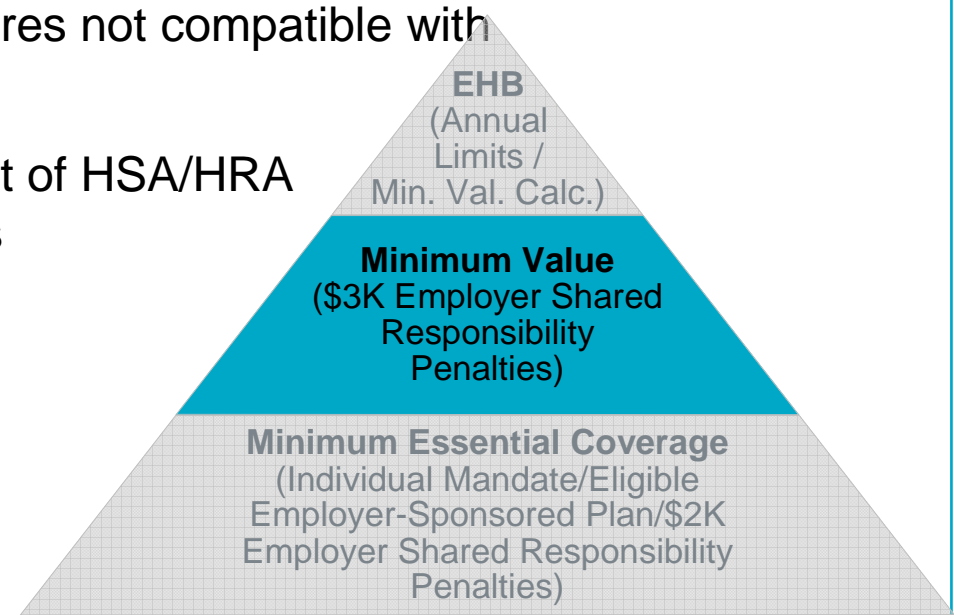 res not compatible with
EHB
(Annual
Limits /
t of HSA/HRA
Min. Val. Calc.)
s
Minimum Value
($3K Employer Shared
Responsibility
Penalties)
Minimum Essential Coverage
(Individual Mandate/Eligible
Employer-Sponsored Plan/$2K
Employer Shared Responsibility
Penalties)